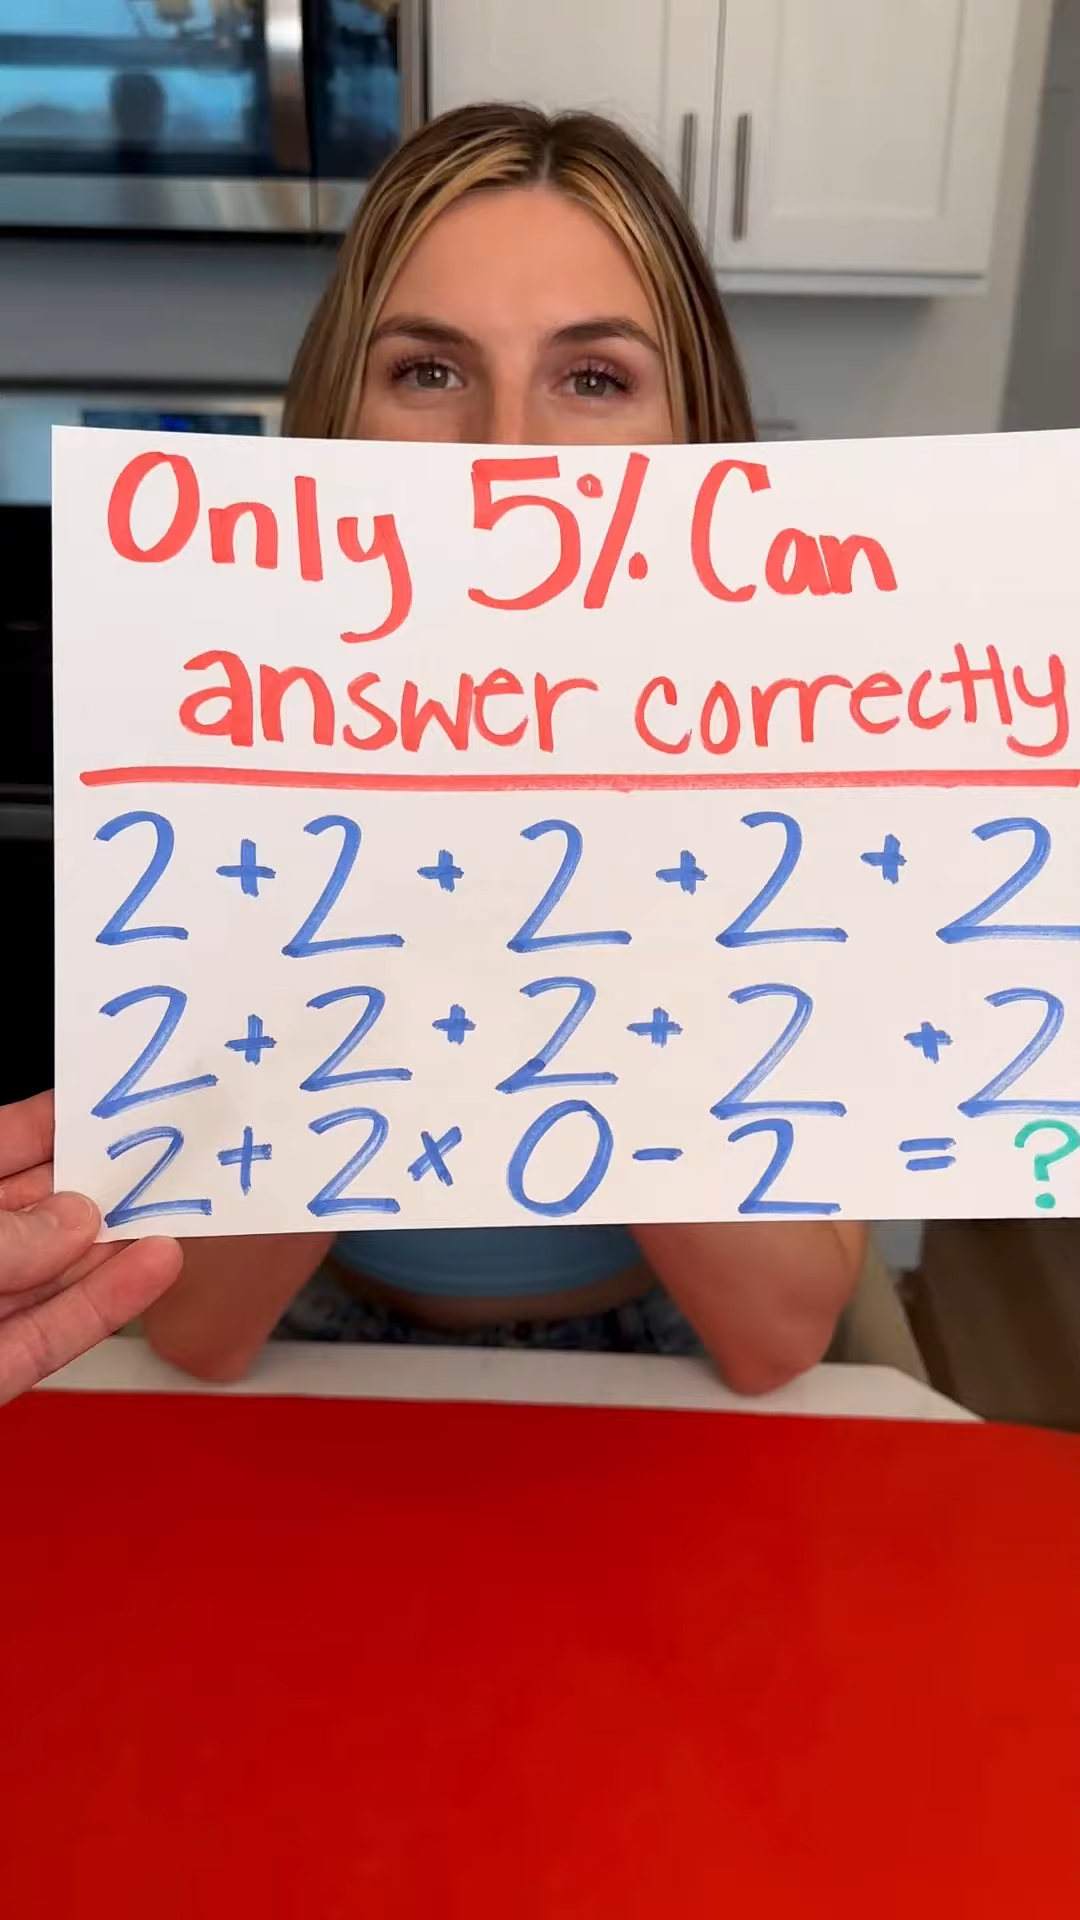 Only 5% Can
answer correctly
2 + 2 + 2 + 2 + 2
2 + 2 + 2 + 2 + 2
2 + 2 × 0 - 2 = ?